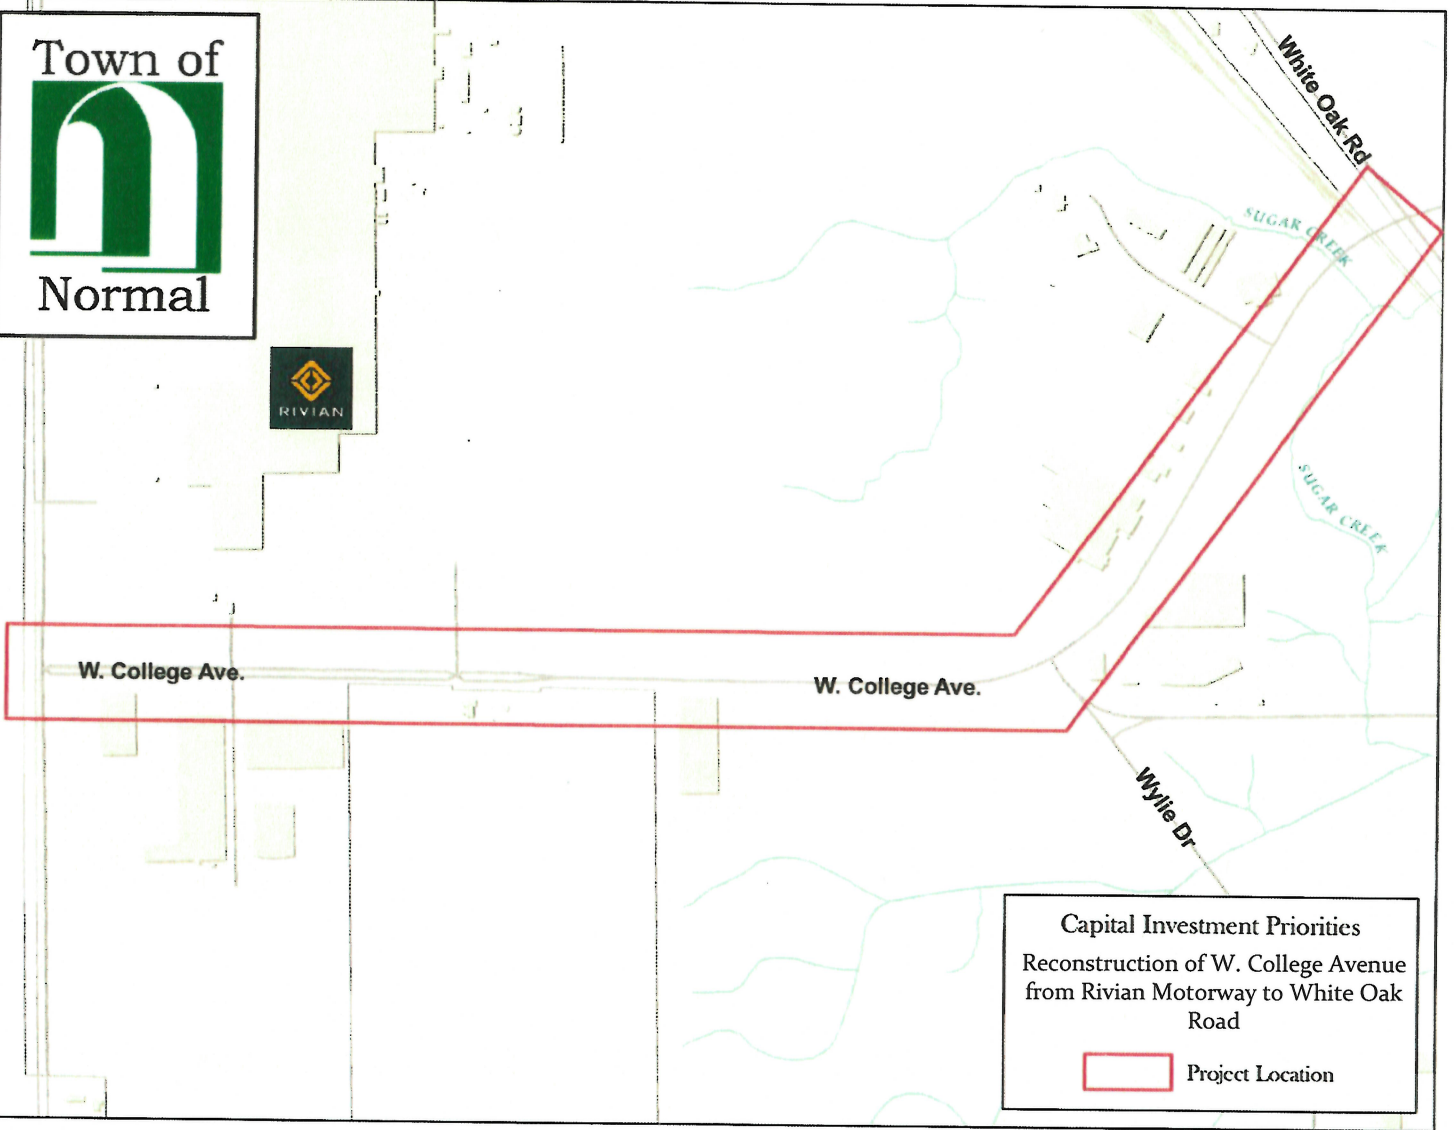 Town of
Normal
RIVIAN
White Oak Rd
SUGAR CREEK
SUGAR CREEK
W. College Ave.
W. College Ave.
Wylie Dr
Capital Investment Priorities
Reconstruction of W. College Avenue
from Rivian Motorway to White Oak
Road
Project Location